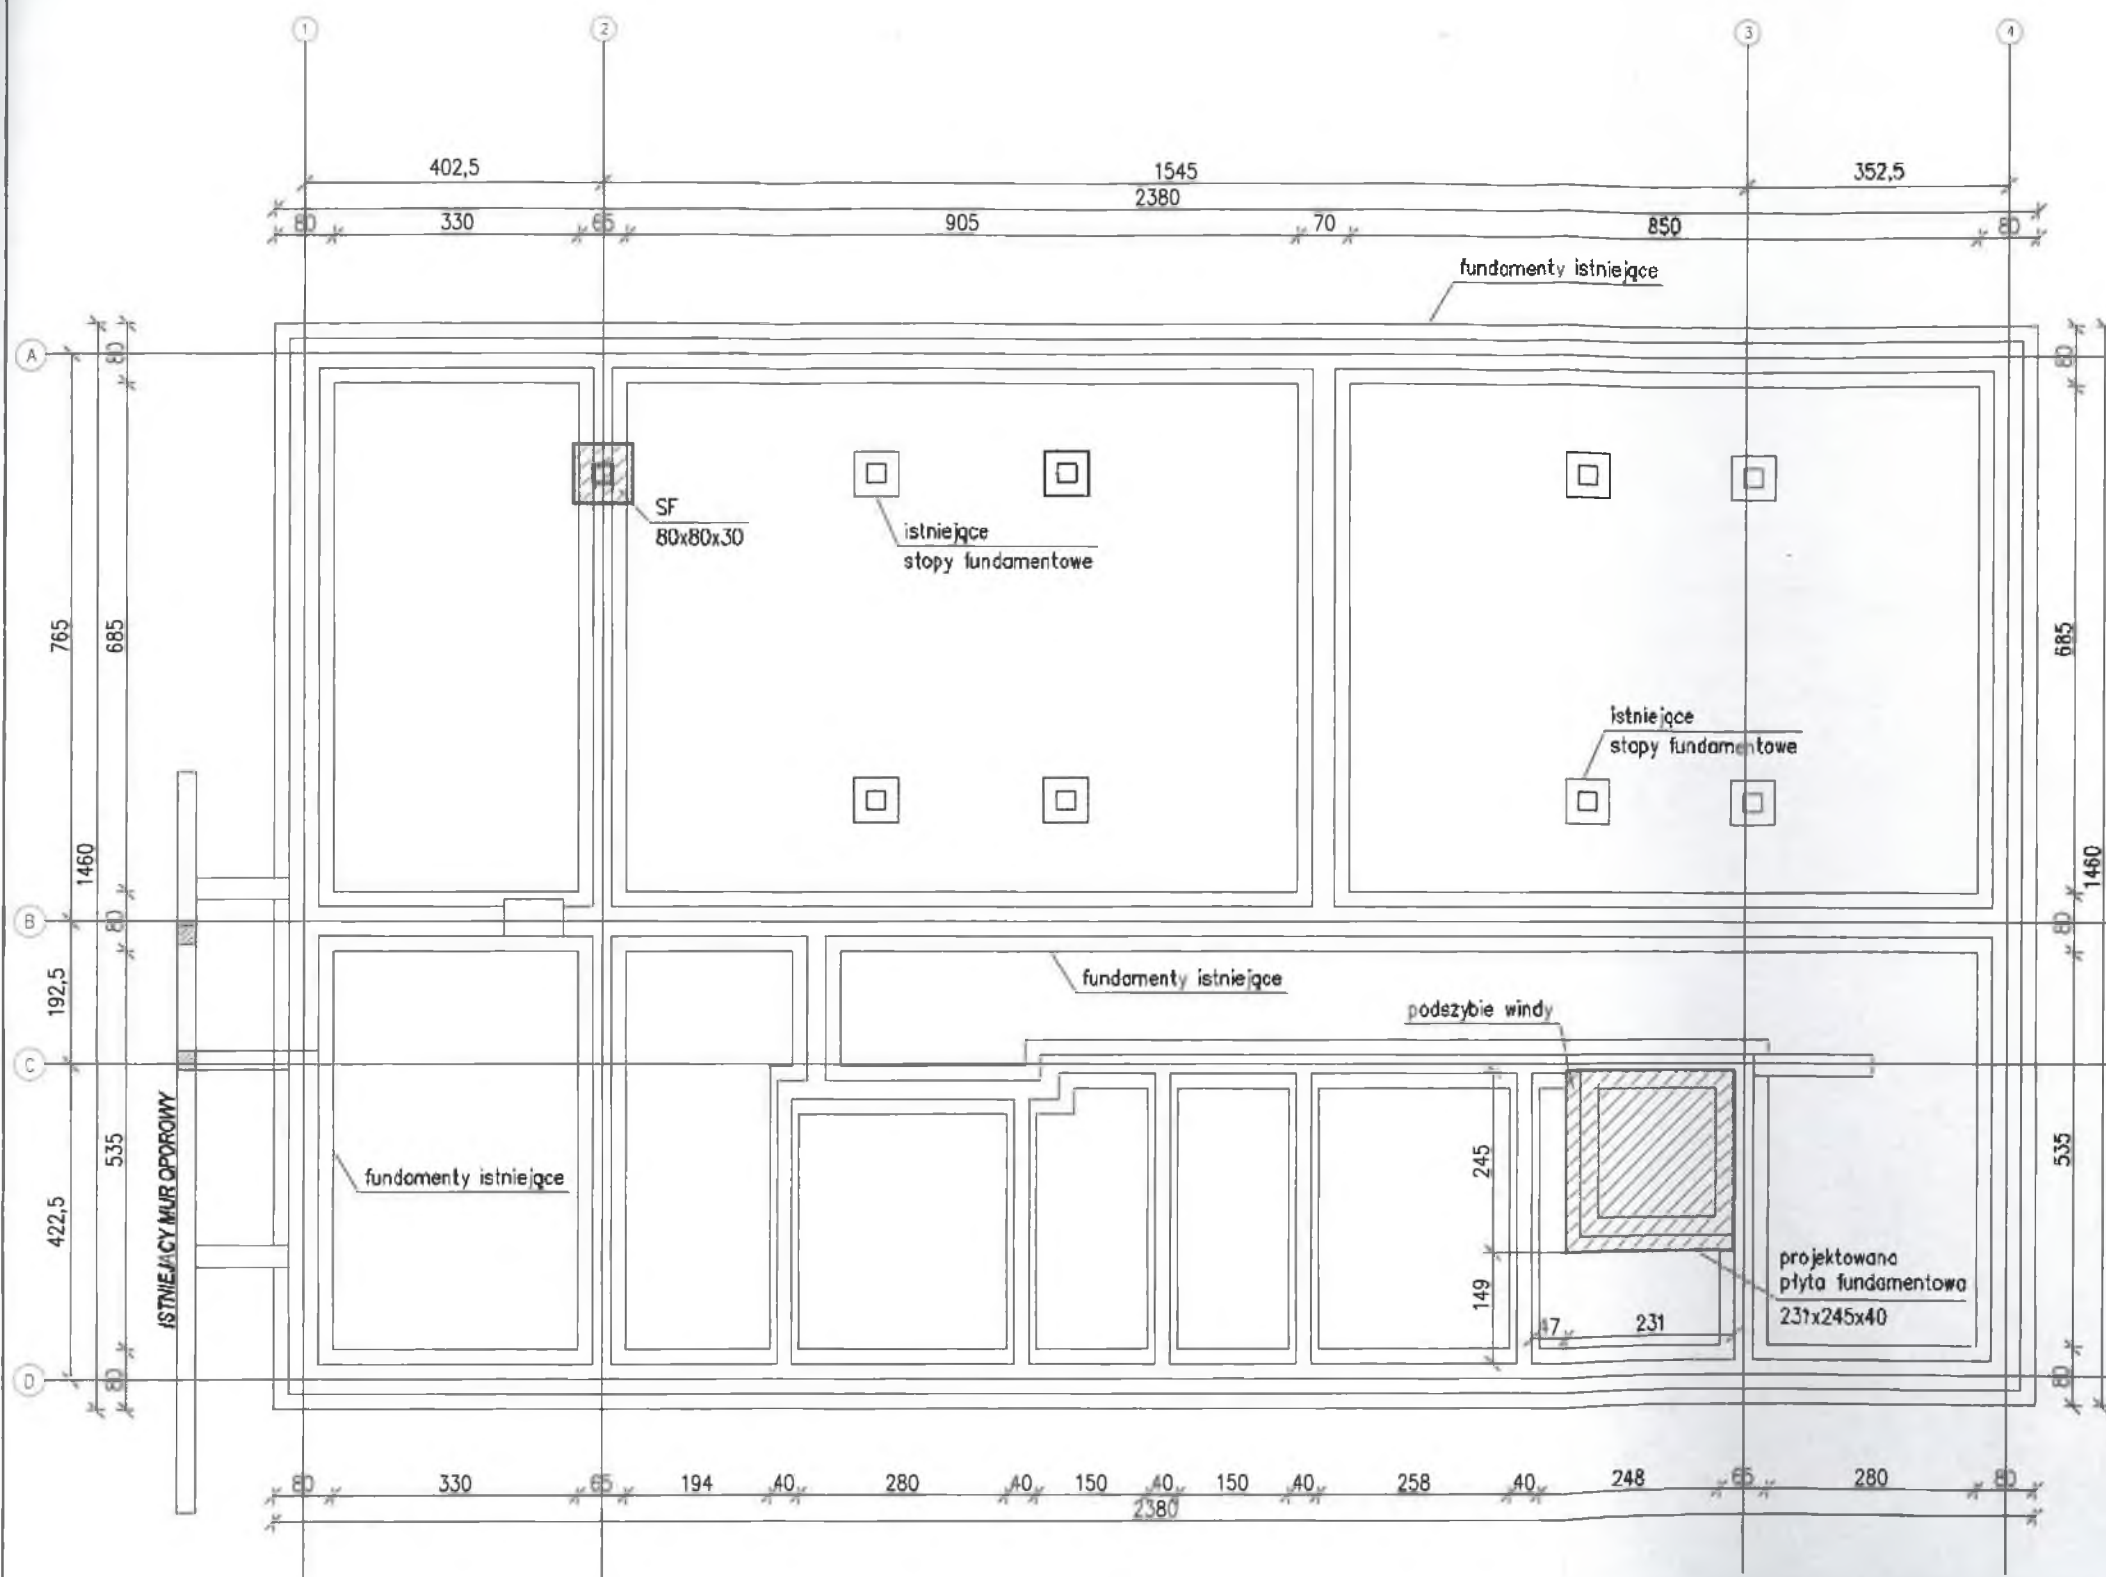 1
2
3
4
402,5
1545
352,5
2380
80
330
65
905
70
850
80
fundamenty istniejące
A
80
80
SF
80x80x30
istniejące
stopy fundamentowe
765
685
685
istniejące
stopy fundamentowe
1460
1460
B
80
80
192,5
fundamenty istniejące
podszybie windy
C
ISTNIEJĄCY MUR OPOROWY
535
535
245
422,5
fundamenty istniejące
projektowana
płyta fundamentowa
231x245x40
149
47
231
D
80
80
80
330
65
194
40
280
40
150
40
150
40
258
40
248
65
280
80
2380